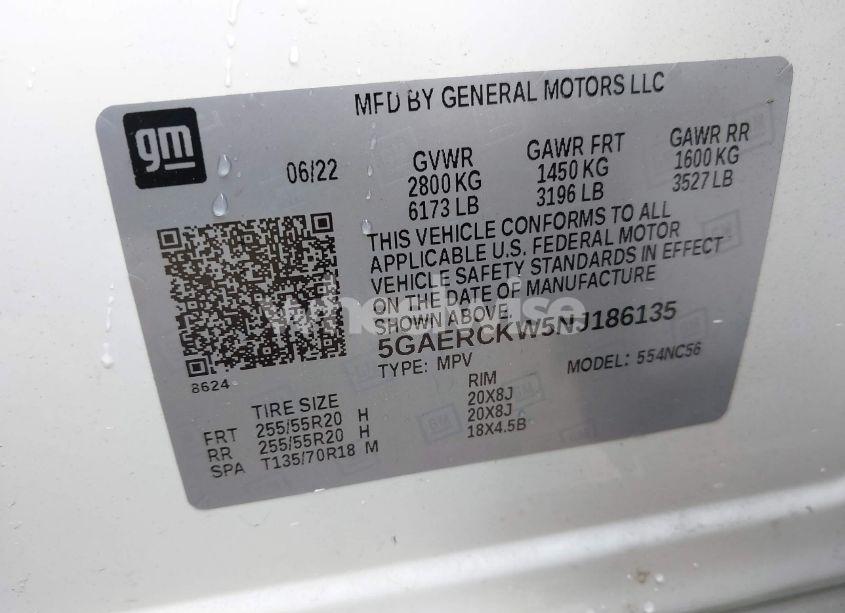 MFD BY GENERAL MOTORS LLC
gm
06/22
GVWR
2800 KG
6173 LB
GAWR FRT
1450 KG
3196 LB
GAWR RR
1600 KG
3527 LB
THIS VEHICLE CONFORMS TO ALL
APPLICABLE U.S. FEDERAL MOTOR
VEHICLE SAFETY STANDARDS IN EFFECT
ON THE DATE OF MANUFACTURE
SHOWN ABOVE.
5GAERCKW5NJ186135
TYPE: MPV
MODEL: 554NC56
8624
TIRE SIZE
RIM
FRT 255/55R20 H 20X8J
RR 255/55R20 H 20X8J
SPA T135/70R18 M 18X4.5B